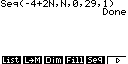 Seq(-4+2N,N,0,29,1)
Done
List L→M Dim Fill Seq ▷